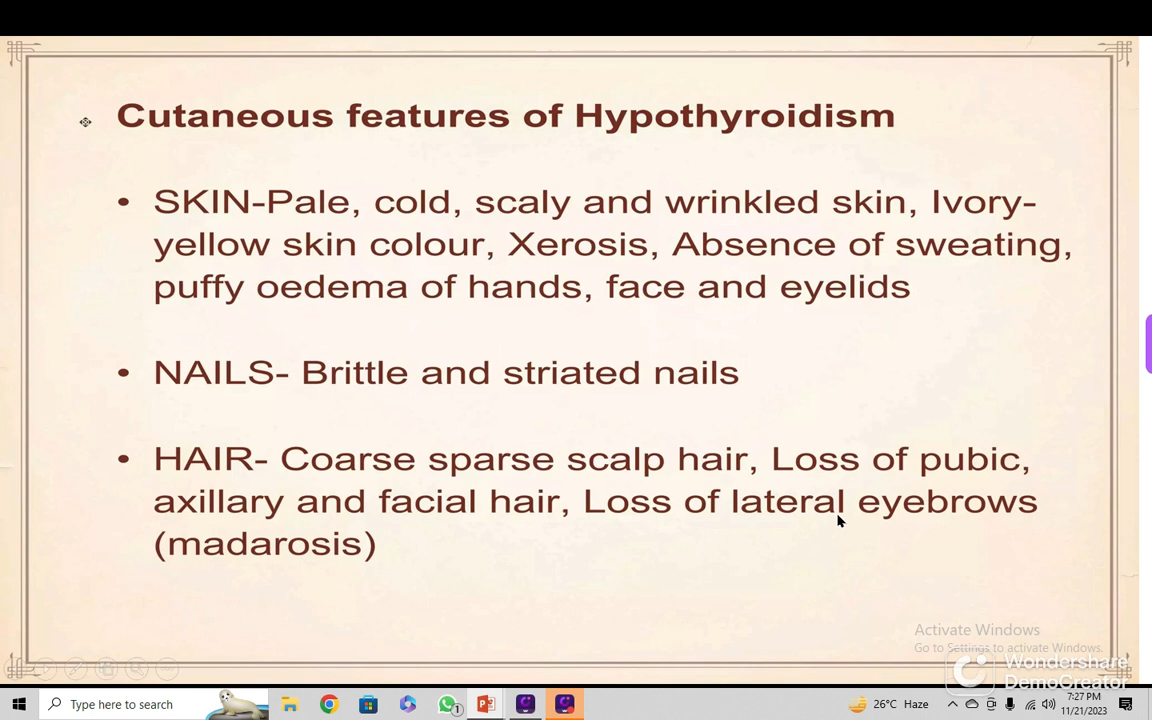 Cutaneous features of Hypothyroidism
• SKIN-Pale, cold, scaly and wrinkled skin, Ivory-
yellow skin colour, Xerosis, Absence of sweating,
puffy oedema of hands, face and eyelids
• NAILS- Brittle and striated nails
• HAIR- Coarse sparse scalp hair, Loss of pubic,
axillary and facial hair, Loss of lateral eyebrows
(madarosis)
Activate Windows
Go to Settings to activate Windows.
Wondershare
DemoCreator
Type here to search
1
26°C Haze
7:27 PM
11/21/2023